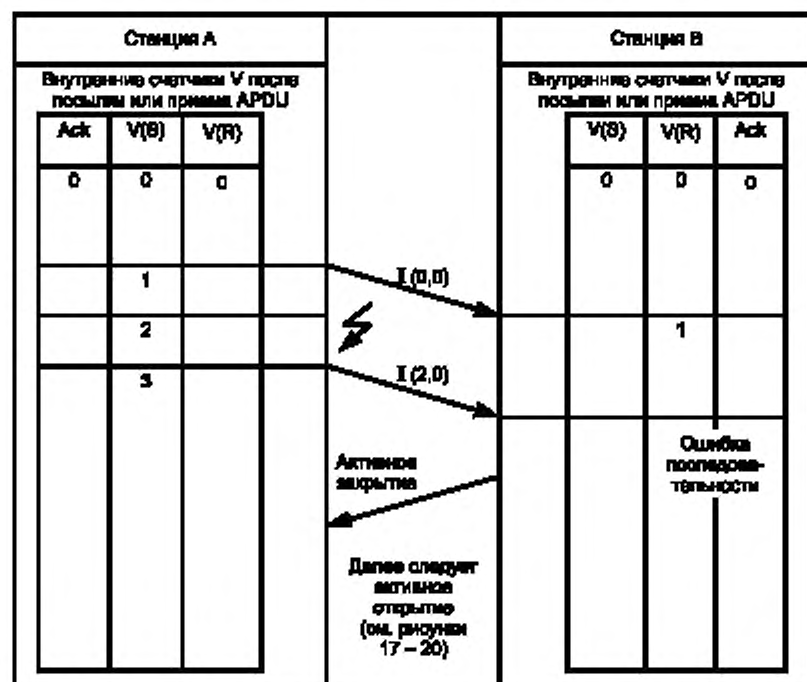 Станция А
Станция В
Внутренние счетчики V после
посылки или приема APDU
Внутренние счетчики V после
посылки или приема APDU
Ack V(S) V(R)
V(S) V(R) Ack
0 0 0
0 0 0
I (0,0)
1
2
1
I (2,0)
3
Ошибка
последова-
тельности
Активное
закрытие
Далее следует
активное
открытие
(см. рисунки
17 – 20)